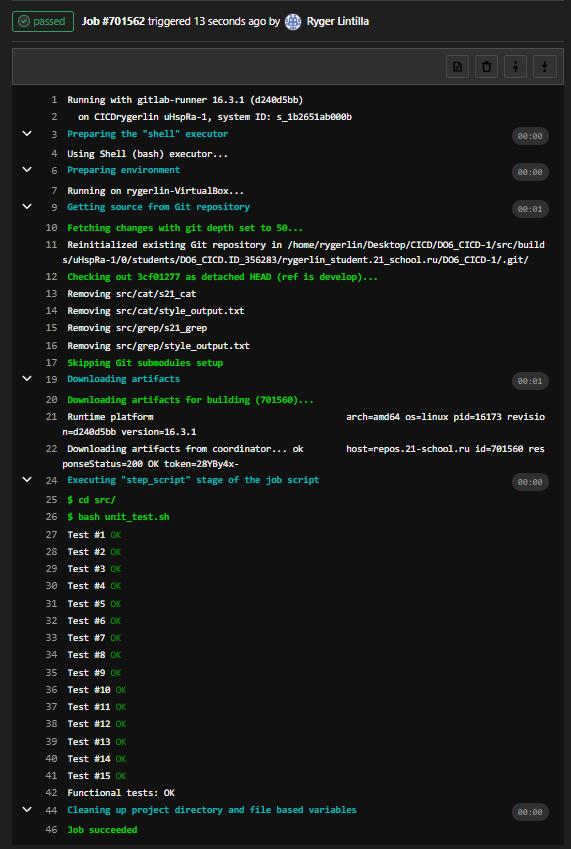 passed Job #701562 triggered 13 seconds ago by Ryger Lintilla
1 Running with gitlab-runner 16.3.1 (d240d5bb)
2 on CICDrygerlin uHspRa-1, system ID: s_1b2651ab000b
3 Preparing the "shell" executor 00:00
4 Using Shell (bash) executor...
6 Preparing environment 00:00
7 Running on rygerlin-VirtualBox...
9 Getting source from Git repository 00:01
10 Fetching changes with git depth set to 50...
11 Reinitialized existing Git repository in /home/rygerlin/Desktop/CICD/DO6_CICD-1/src/build
s/uHspRa-1/0/students/DO6_CICD.ID_356283/rygerlin_student.21_school.ru/DO6_CICD-1/.git/
12 Checking out 3cf01277 as detached HEAD (ref is develop)...
13 Removing src/cat/s21_cat
14 Removing src/cat/style_output.txt
15 Removing src/grep/s21_grep
16 Removing src/grep/style_output.txt
17 Skipping Git submodules setup
19 Downloading artifacts 00:01
20 Downloading artifacts for building (701560)...
21 Runtime platform arch=amd64 os=linux pid=16173 revisio
n=d240d5bb version=16.3.1
22 Downloading artifacts from coordinator... ok host=repos.21-school.ru id=701560 res
ponseStatus=200 OK token=28YBy4x-
24 Executing "step_script" stage of the job script 00:00
25 $ cd src/
26 $ bash unit_test.sh
27 Test #1 OK
28 Test #2 OK
29 Test #3 OK
30 Test #4 OK
31 Test #5 OK
32 Test #6 OK
33 Test #7 OK
34 Test #8 OK
35 Test #9 OK
36 Test #10 OK
37 Test #11 OK
38 Test #12 OK
39 Test #13 OK
40 Test #14 OK
41 Test #15 OK
42 Functional tests: OK
44 Cleaning up project directory and file based variables 00:00
46 Job succeeded